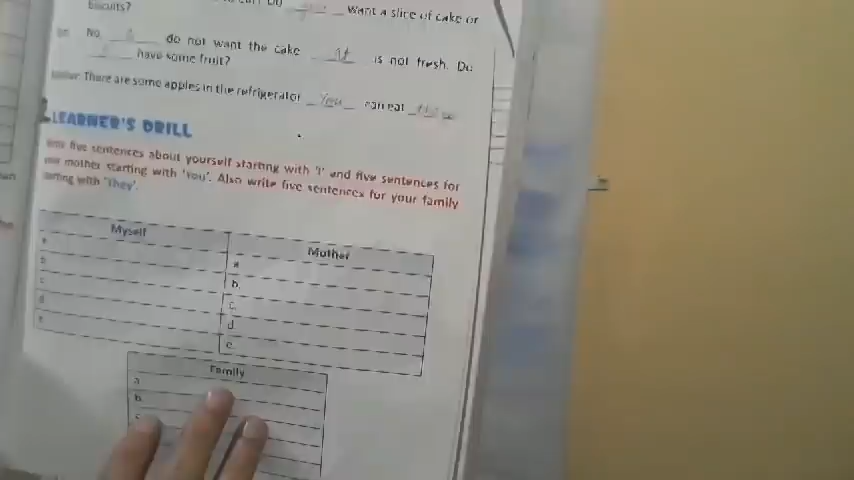 biscuits?
Do you want a slice of cake or
No, I do not want the cake. It is not fresh. Do
I have some fruit?
There are some apples in the refrigerator. You can eat
LEARNER'S DRILL
five sentences about yourself starting with 'I' and five sentences for
mother starting with 'You'. Also write five sentences for your family
with 'They'.
Myself
Mother
a
b
c
d
a
b.
c.
d
e
Family
a
b.